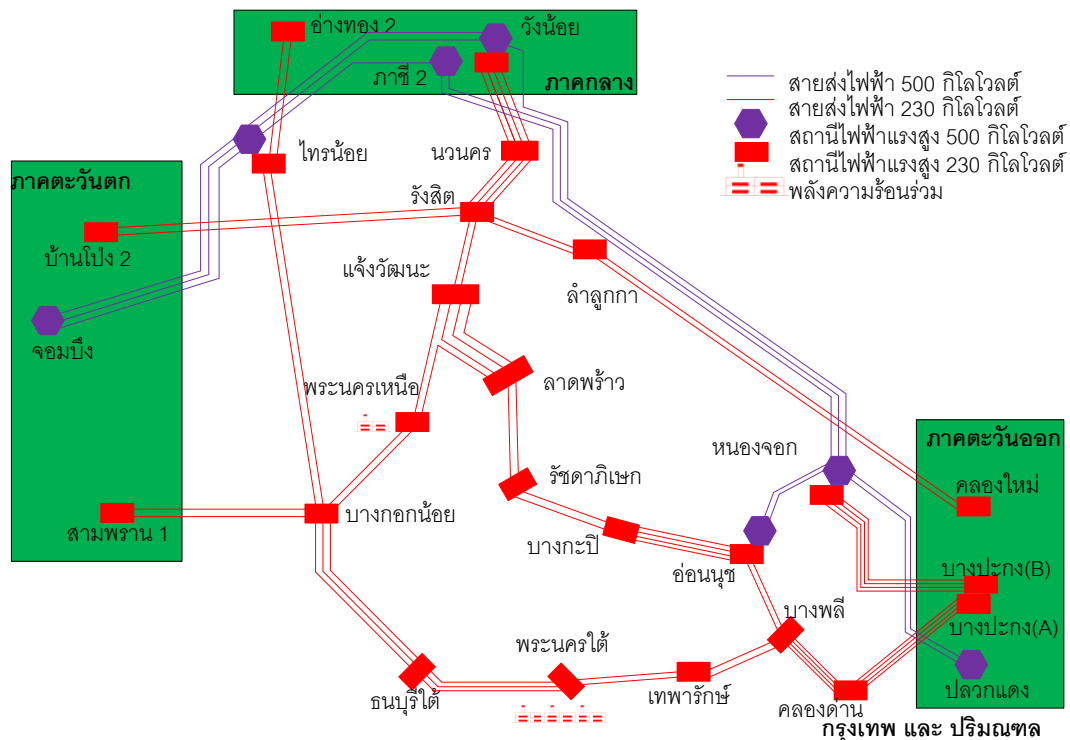 อ่างทอง 2
วังน้อย
ภาชี 2
ภาคกลาง
สายส่งไฟฟ้า 500 กิโลโวลต์
สายส่งไฟฟ้า 230 กิโลโวลต์
สถานีไฟฟ้าแรงสูง 500 กิโลโวลต์
สถานีไฟฟ้าแรงสูง 230 กิโลโวลต์
พลังความร้อนร่วม
ไทรน้อย
นวนคร
ภาคตะวันตก
รังสิต
บ้านโป่ง 2
แจ้งวัฒนะ
ลำลูกกา
จอมบึง
พระนครเหนือ
ลาดพร้าว
หนองจอก
ภาคตะวันออก
รัชดาภิเษก
คลองใหม่
สามพราน 1
บางกอกน้อย
บางกะปิ
อ่อนนุช
บางปะกง(B)
บางพลี
บางปะกง(A)
พระนครใต้
ธนบุรีใต้
เทพารักษ์
คลองด่าน
ปลวกแดง
กรุงเทพ และ ปริมณฑล